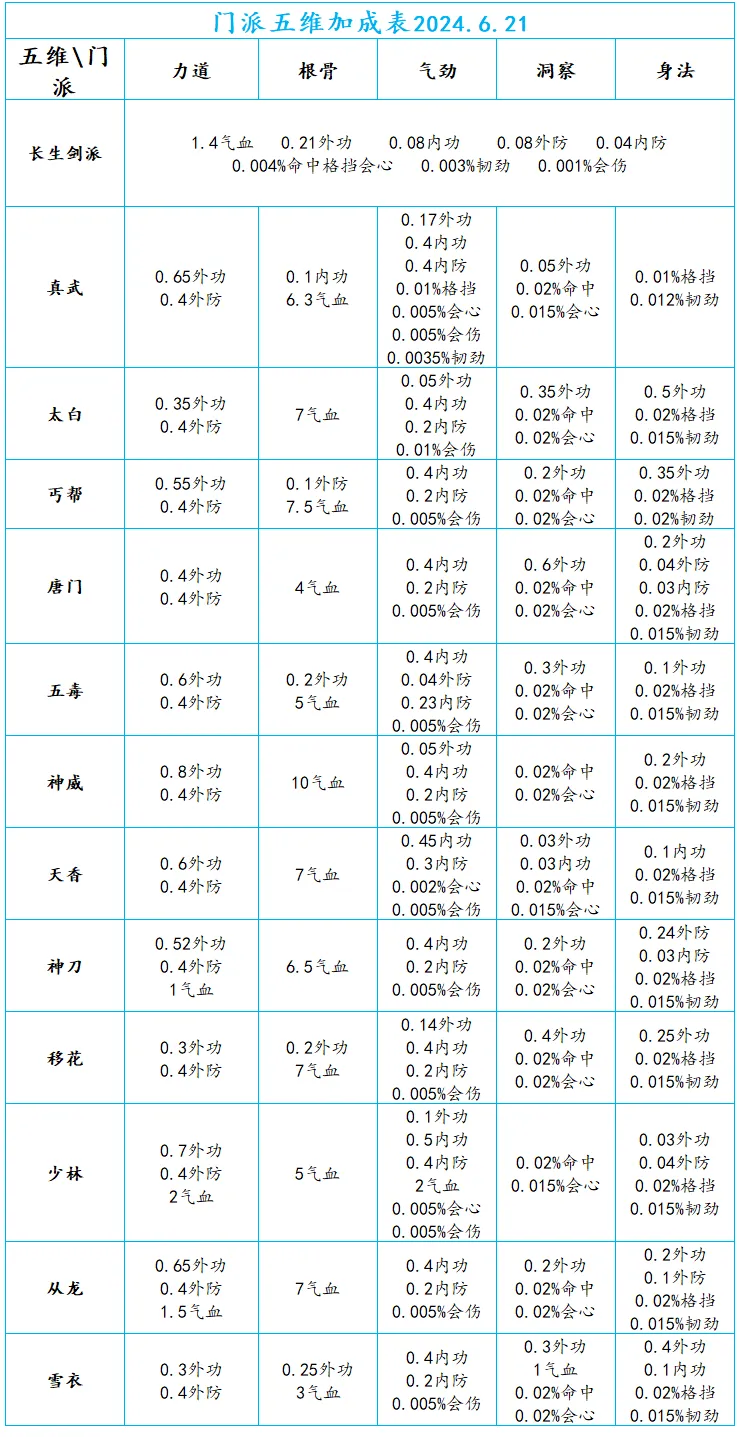 门派五维加成表2024.6.21
五维\门派
力道
根骨
气劲
洞察
身法
长生剑派
1.4气血 0.21外功 0.08内功 0.08外防 0.04内防
0.004%命中格挡会心 0.003%韧劲 0.001%会伤
真武
0.65外功
0.4外防
0.1内功
6.3气血
0.17外功
0.4内功
0.4内防
0.01%格挡
0.005%会心
0.005%会伤
0.0035%韧劲
0.05外功
0.02%命中
0.015%会心
0.01%格挡
0.012%韧劲
太白
0.35外功
0.4外防
7气血
0.05外功
0.4内功
0.2内防
0.01%会伤
0.35外功
0.02%命中
0.02%会心
0.5外功
0.02%格挡
0.015%韧劲
丐帮
0.55外功
0.4外防
0.1外防
7.5气血
0.4内功
0.2内防
0.005%会伤
0.2外功
0.02%命中
0.02%会心
0.35外功
0.02%格挡
0.02%韧劲
唐门
0.4外功
0.4外防
4气血
0.4内功
0.2内防
0.005%会伤
0.6外功
0.02%命中
0.02%会心
0.2外功
0.04外防
0.03内防
0.02%格挡
0.015%韧劲
五毒
0.6外功
0.4外防
0.2外功
5气血
0.4内功
0.04外防
0.23内防
0.005%会伤
0.3外功
0.02%命中
0.02%会心
0.1外功
0.02%格挡
0.015%韧劲
神威
0.8外功
0.4外防
10气血
0.05外功
0.4内功
0.2内防
0.005%会伤
0.02%命中
0.02%会心
0.2外功
0.02%格挡
0.015%韧劲
天香
0.6外功
0.4外防
7气血
0.45内功
0.3内防
0.002%会心
0.005%会伤
0.03外功
0.03内功
0.02%命中
0.015%会心
0.1内功
0.02%格挡
0.015%韧劲
神刀
0.52外功
0.4外防
1气血
6.5气血
0.4内功
0.2内防
0.005%会伤
0.2外功
0.02%命中
0.02%会心
0.24外防
0.03内防
0.02%格挡
0.015%韧劲
移花
0.3外功
0.4外防
0.2外功
7气血
0.14外功
0.4内功
0.2内防
0.005%会伤
0.4外功
0.02%命中
0.02%会心
0.25外功
0.02%格挡
0.015%韧劲
少林
0.7外功
0.4外防
2气血
5气血
0.1外功
0.5内功
0.4内防
2气血
0.005%会心
0.005%会伤
0.02%命中
0.015%会心
0.03外功
0.04外防
0.02%格挡
0.015%韧劲
从龙
0.65外功
0.4外防
1.5气血
7气血
0.4内功
0.2内防
0.005%会伤
0.2外功
0.02%命中
0.02%会心
0.2外功
0.1外防
0.02%格挡
0.015%韧劲
雪衣
0.3外功
0.4外防
0.25外功
3气血
0.4内功
0.2内防
0.005%会伤
0.3外功
1气血
0.02%命中
0.02%会心
0.4外功
0.1内功
0.02%格挡
0.015%韧劲